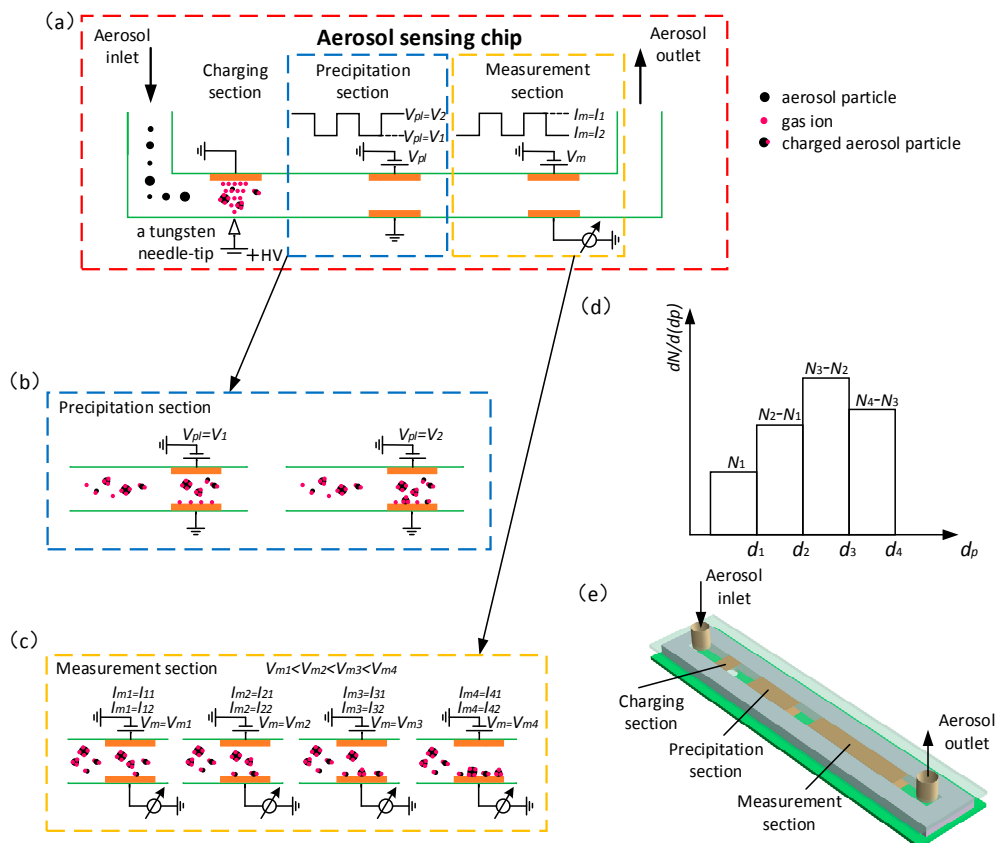 (a)
Aerosol sensing chip
Aerosol
inlet
Aerosol
outlet
Charging
section
Precipitation
section
Measurement
section
Vpl=V2
Vpl=V1
Im=I1
Im=I2
Vpl
Vm
a tungsten
needle-tip
+HV
aerosol particle
gas ion
charged aerosol particle
(b)
Precipitation section
Vpl=V1
Vpl=V2
(c)
Measurement section
Vm1<Vm2<Vm3<Vm4
Im1=I11
Im1=I12
Vm=Vm1
Im2=I21
Im2=I22
Vm=Vm2
Im3=I31
Im3=I32
Vm=Vm3
Im4=I41
Im4=I42
Vm=Vm4
(d)
dN/d(dp)
N1
N2-N1
N3-N2
N4-N3
d1
d2
d3
d4
dp
(e)
Aerosol
inlet
Charging
section
Precipitation
section
Measurement
section
Aerosol
outlet